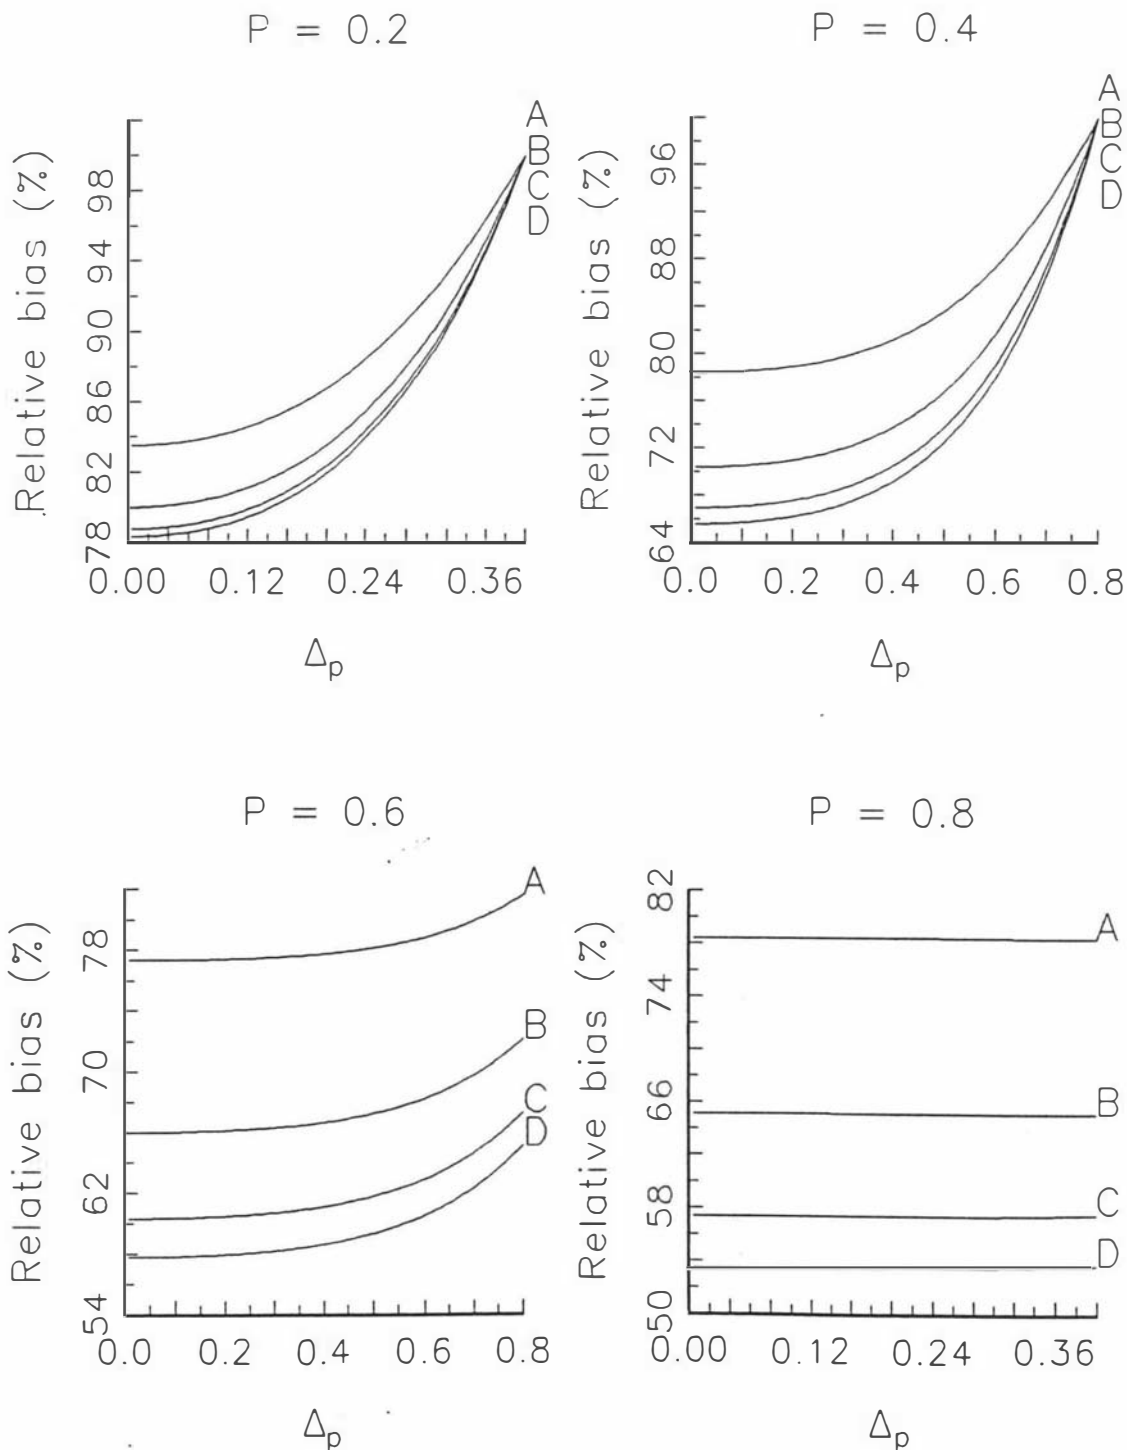 P = 0.2
A
B
C
D
Relative bias (%)
98
94
90
86
82
78
0.00 0.12 0.24 0.36
Δp
P = 0.4
A
B
C
D
Relative bias (%)
96
88
80
72
64
0.0 0.2 0.4 0.6 0.8
Δp
P = 0.6
A
B
C
D
Relative bias (%)
78
70
62
54
0.0 0.2 0.4 0.6 0.8
Δp
P = 0.8
A
B
C
D
Relative bias (%)
82
74
66
58
50
0.00 0.12 0.24 0.36
Δp